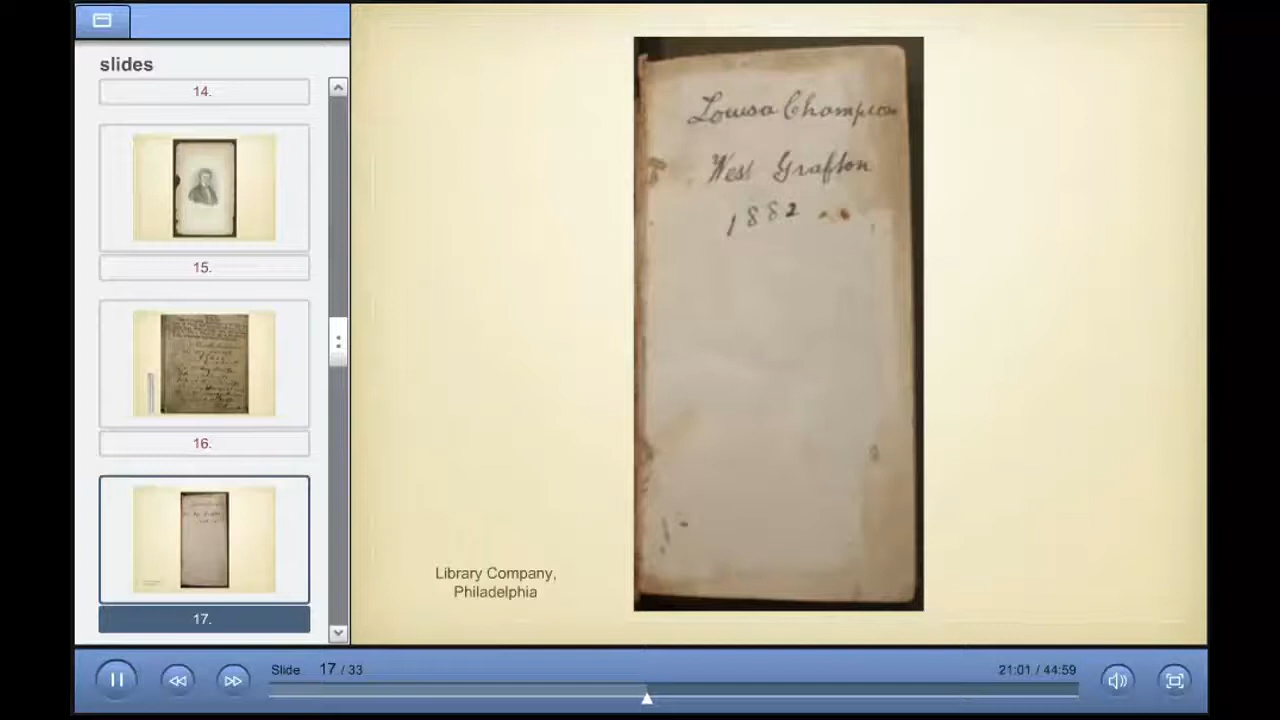 slides
14.
15.
16.
17.
Louisa Champion
West Grafton
1882
Library Company,
Philadelphia
Slide 17 / 33
21:01 / 44:59